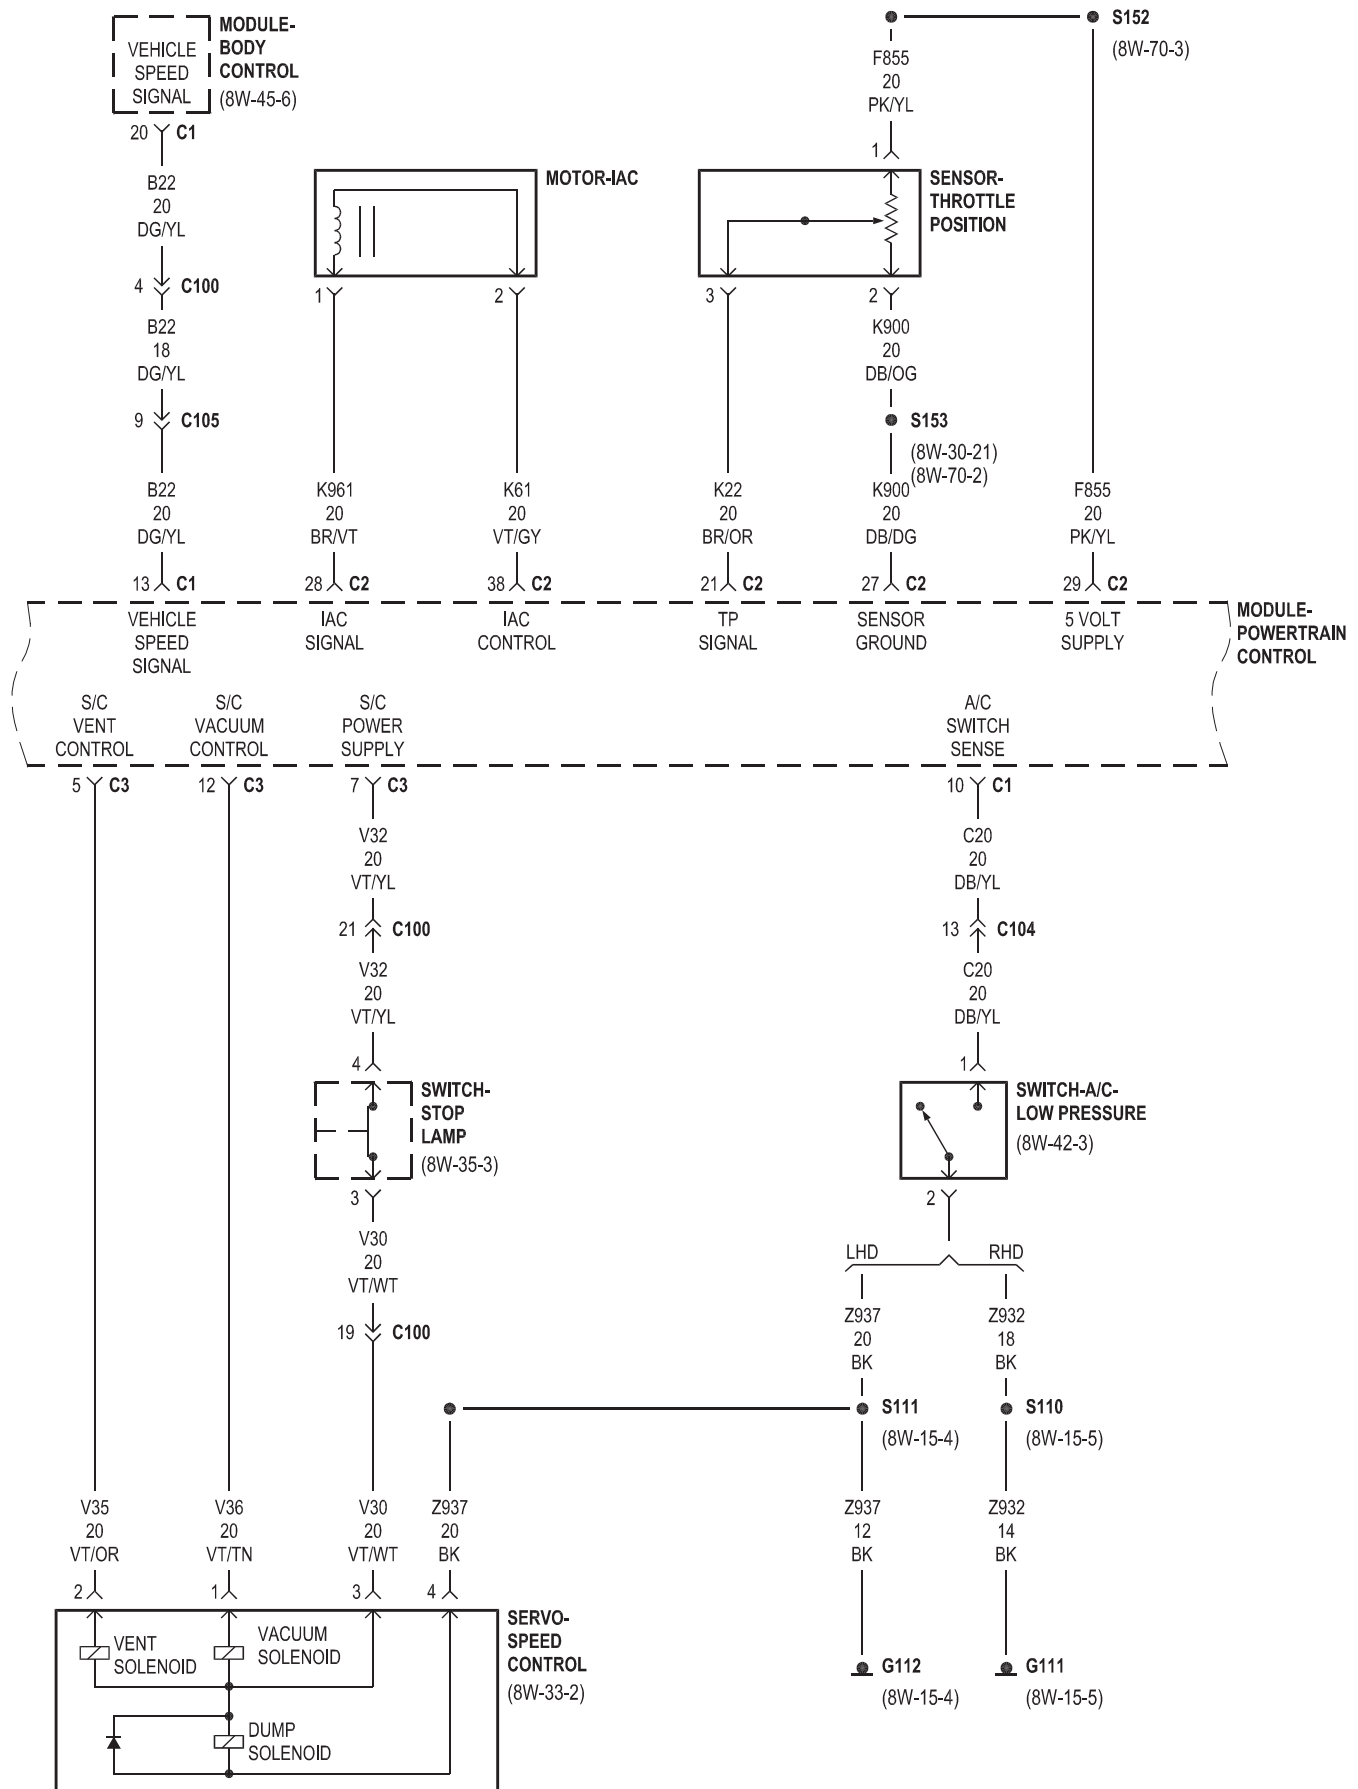 MODULE-
BODY
CONTROL
(8W-45-6)
VEHICLE
SPEED
SIGNAL
20 C1
B22
20
DG/YL
4 C100
B22
18
DG/YL
9 C105
B22
20
DG/YL
13 C1
MOTOR-IAC
1
2
K961
20
BR/VT
28 C2
K61
20
VT/GY
38 C2
S152
(8W-70-3)
F855
20
PK/YL
1
SENSOR-
THROTTLE
POSITION
3
2
K900
20
DB/OG
S153
(8W-30-21)
(8W-70-2)
K22
20
BR/OR
21 C2
K900
20
DB/DG
27 C2
F855
20
PK/YL
29 C2
MODULE-
POWERTRAIN
CONTROL
VEHICLE
SPEED
SIGNAL
IAC
SIGNAL
IAC
CONTROL
TP
SIGNAL
SENSOR
GROUND
5 VOLT
SUPPLY
S/C
VENT
CONTROL
S/C
VACUUM
CONTROL
S/C
POWER
SUPPLY
A/C
SWITCH
SENSE
5 C3
12 C3
7 C3
10 C1
V32
20
VT/YL
21 C100
V32
20
VT/YL
4
SWITCH-
STOP
LAMP
(8W-35-3)
3
V30
20
VT/WT
19 C100
C20
20
DB/YL
13 C104
C20
20
DB/YL
1
SWITCH-A/C-
LOW PRESSURE
(8W-42-3)
2
LHD
RHD
Z937
20
BK
Z932
18
BK
S111
(8W-15-4)
S110
(8W-15-5)
V35
20
VT/OR
2
V36
20
VT/TN
1
V30
20
VT/WT
3
Z937
20
BK
4
Z937
12
BK
Z932
14
BK
SERVO-
SPEED
CONTROL
(8W-33-2)
VENT
SOLENOID
VACUUM
SOLENOID
DUMP
SOLENOID
G112
(8W-15-4)
G111
(8W-15-5)